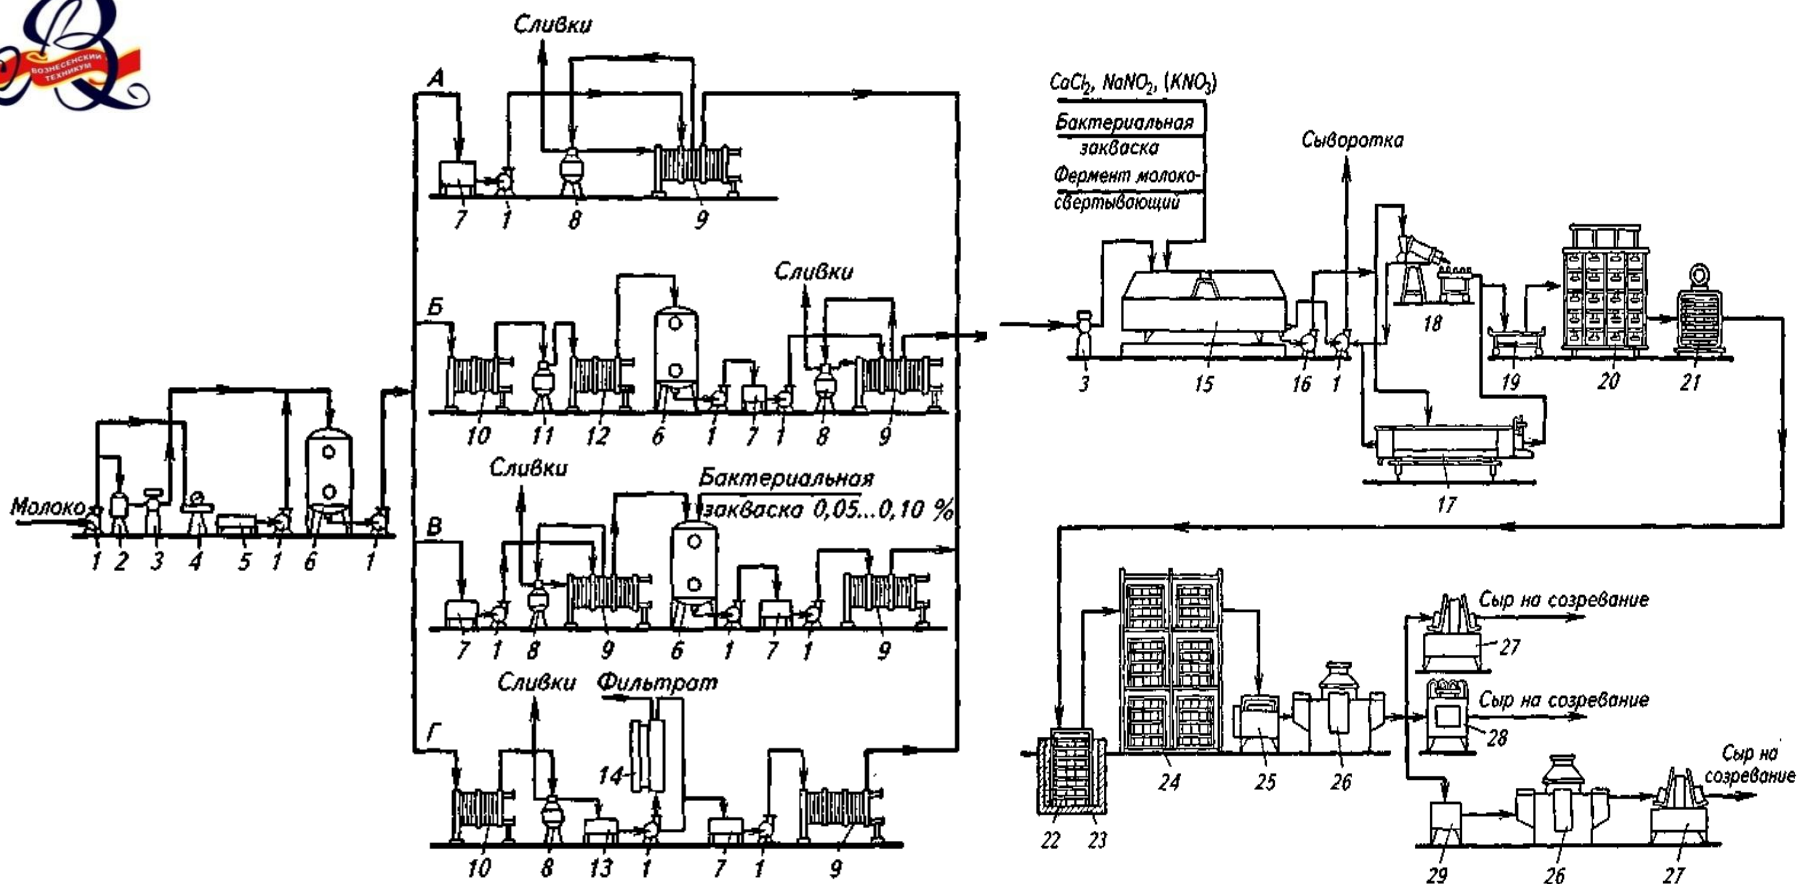 ВОЗНЕСЕНСКИЙ
ТЕХНИКУМ
Сливки
А
7 1 8 9
Сливки
Б
10 11 12 6 1 7 1 8 9
Молоко
1 2 3 4 5 1 6 1
Сливки
Бактериальная
закваска 0,05...0,10 %
В
7 1 8 9 6 1 7 1 9
Сливки Фильтрат
Г
14
10 8 13 1 7 1 9
CaCl2, NaNO2, (KNO3)
Бактериальная
закваска
Фермент молоко-
свертывающий
Сыворотка
18
3 15 16 1 19 20 21
17
Сыр на созревание
27
Сыр на созревание
28
24 25 26
22 23
Сыр на
созревание
29 26 27